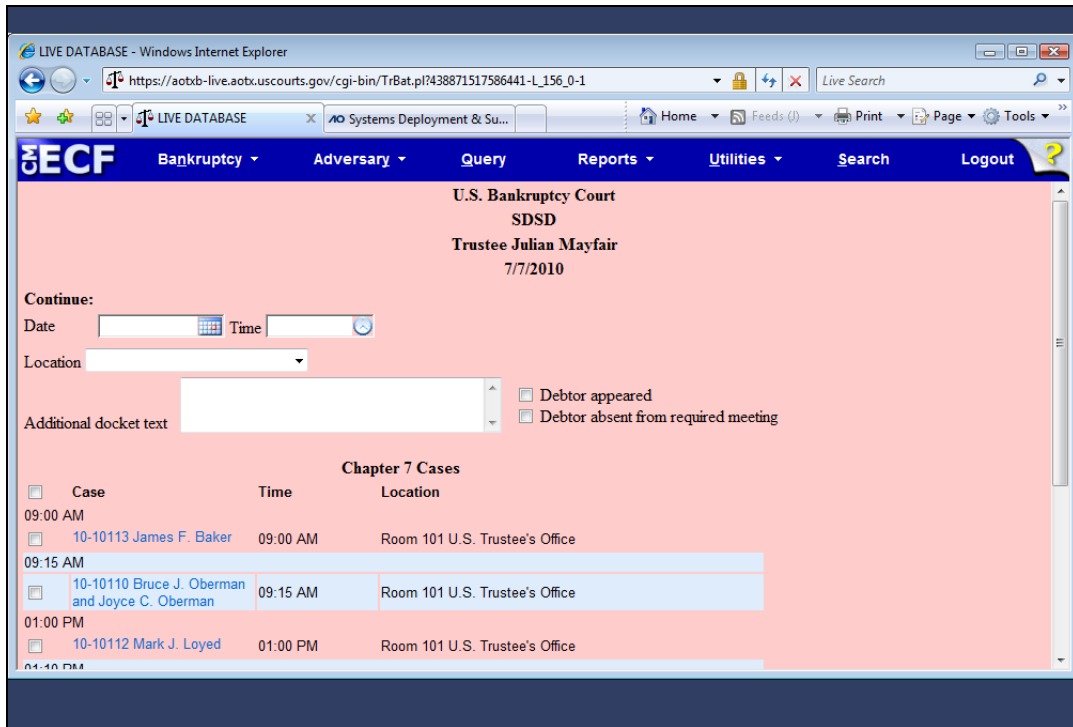 LIVE DATABASE - Windows Internet Explorer
https://aotxb-live.aotx.uscourts.gov/cgi-bin/TrBat.pl?438871517586441-L_156_0-1 Live Search
LIVE DATABASE x AO Systems Deployment & Su... Home Feeds (J) Print Page Tools
CM ECF Bankruptcy Adversary Query Reports Utilities Search Logout ?
U.S. Bankruptcy Court
SDSD
Trustee Julian Mayfair
7/7/2010
Continue:
Date Time
Location
Additional docket text
Debtor appeared
Debtor absent from required meeting
Chapter 7 Cases
Case Time Location
09:00 AM
10-10113 James F. Baker 09:00 AM Room 101 U.S. Trustee's Office
09:15 AM
10-10110 Bruce J. Oberman
and Joyce C. Oberman 09:15 AM Room 101 U.S. Trustee's Office
01:00 PM
10-10112 Mark J. Loyed 01:00 PM Room 101 U.S. Trustee's Office
01:10 PM